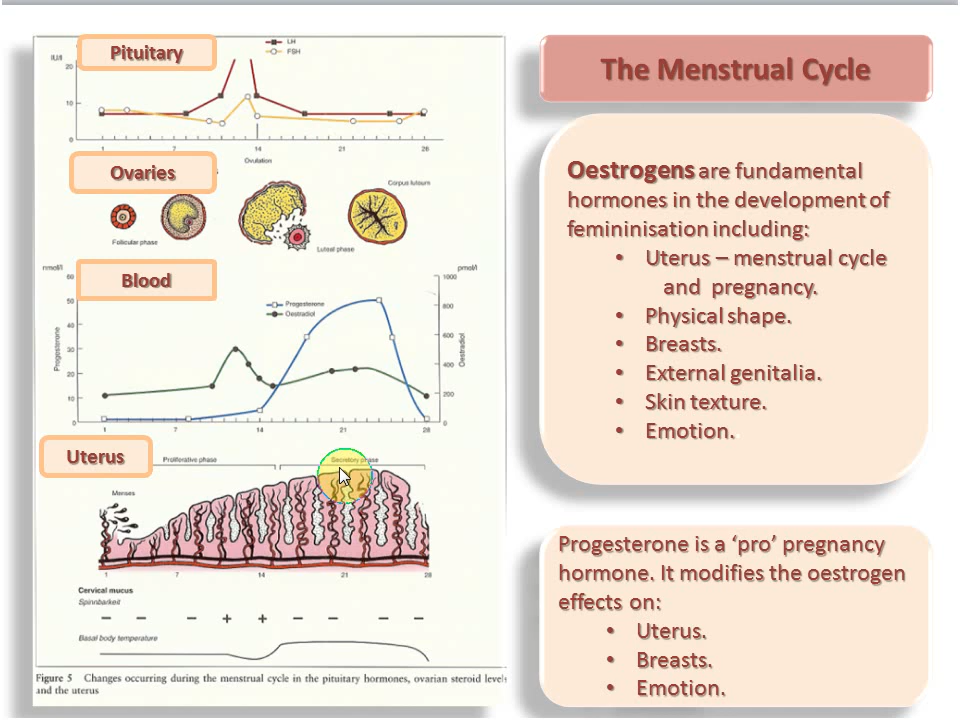 Pituitary
IU/l
20
10
0
LH
FSH
1
7
14
21
28
Ovulation
Ovaries
Corpus luteum
Follicular phase
Luteal phase
Blood
nmol/l
pmol/l
60
50
40
30
20
10
0
Progesterone
1000
800
600
400
200
0
Oestradiol
Progesterone
Oestradiol
1
7
14
21
28
Uterus
Proliferative phase
Secretory phase
Menses
1
7
14
21
28
Cervical mucus
Spinnbarkeit
− − − + + − − − −
Basal body temperature
Figure 5 Changes occurring during the menstrual cycle in the pituitary hormones, ovarian steroid levels
and the uterus
The Menstrual Cycle
Oestrogens are fundamental
hormones in the development of
femininisation including:
• Uterus – menstrual cycle
and pregnancy.
• Physical shape.
• Breasts.
• External genitalia.
• Skin texture.
• Emotion.
Progesterone is a ‘pro’ pregnancy
hormone. It modifies the oestrogen
effects on:
• Uterus.
• Breasts.
• Emotion.